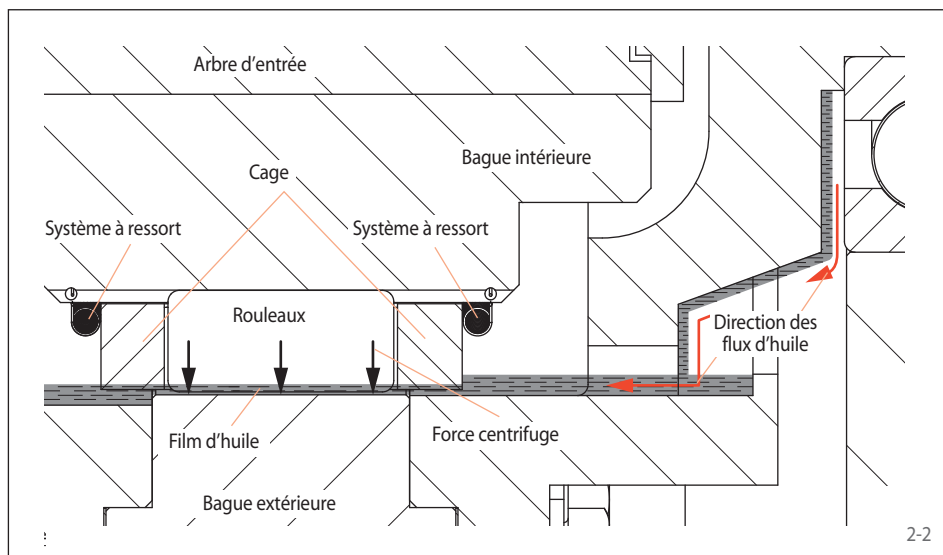 Arbre d'entrée
Bague intérieure
Cage
Système à ressort
Système à ressort
Rouleaux
Direction des
flux d'huile
Film d'huile
Force centrifuge
Bague extérieure
2-2